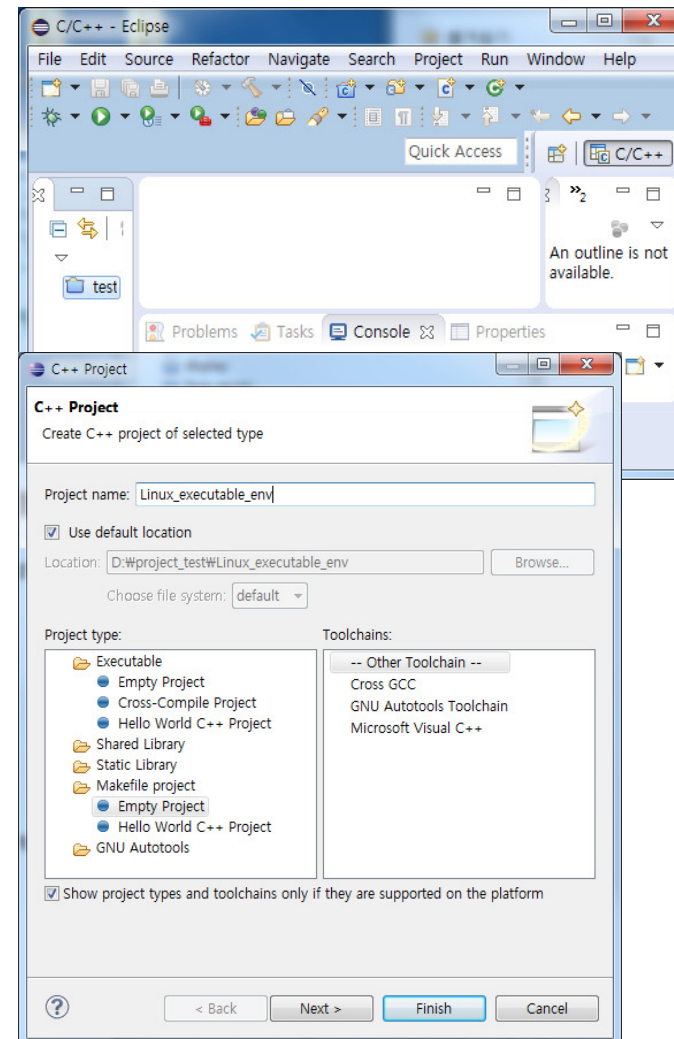 C/C++ - Eclipse
File Edit Source Refactor Navigate Search Project Run Window Help
Quick Access
C/C++
»2
An outline is not
available.
test
Problems Tasks Console Properties
C++ Project
C++ Project
Create C++ project of selected type
Project name: Linux_executable_env
Use default location
Location: D:₩project_test₩Linux_executable_env Browse...
Choose file system: default
Project type: Toolchains:
Executable -- Other Toolchain --
Empty Project Cross GCC
Cross-Compile Project GNU Autotools Toolchain
Hello World C++ Project Microsoft Visual C++
Shared Library
Static Library
Makefile project
Empty Project
Hello World C++ Project
GNU Autotools
Show project types and toolchains only if they are supported on the platform
? < Back Next > Finish Cancel